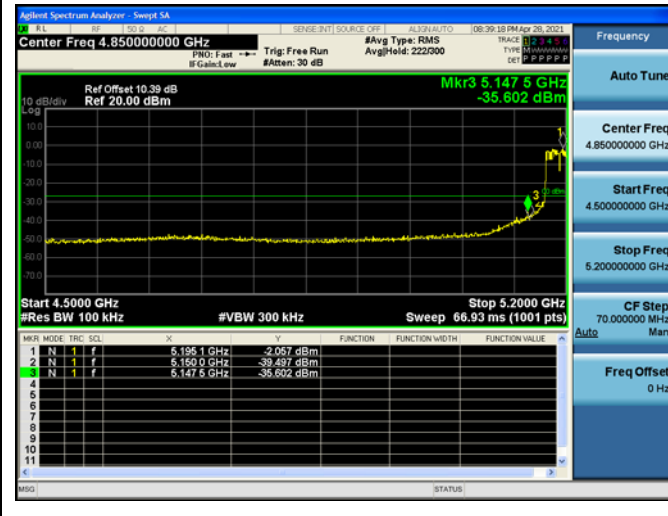 Agilent Spectrum Analyzer - Swept SA
RL RF 50 Ω AC SENSE:INT SOURCE OFF ALIGNAUTO 08:39:18 PM Apr 28, 2021
Center Freq 4.850000000 GHz #Avg Type: RMS TRACE 1 2 3 4 5 6
PNO: Fast Trig: Free Run Avg|Hold: 222/300 TYPE M
IFGain:Low #Atten: 30 dB DET P P P P P P
Mkr3 5.147 5 GHz
Ref Offset 10.39 dB
10 dB/div Ref 20.00 dBm -35.602 dBm
Log
10.0
0.00
-10.0
-20.0
-30.0
-40.0
-50.0
-60.0
-70.0
1
3
Start 4.5000 GHz Stop 5.2000 GHz
#Res BW 100 kHz #VBW 300 kHz Sweep 66.93 ms (1001 pts)
MKR MODE TRC SCL X Y FUNCTION FUNCTION WIDTH FUNCTION VALUE
1 N 1 f 5.195 1 GHz -2.057 dBm
2 N 1 f 5.150 0 GHz -39.497 dBm
3 N 1 f 5.147 5 GHz -35.602 dBm
4
5
6
7
8
9
10
11
MSG STATUS
Frequency
Auto Tune
Center Freq
4.850000000 GHz
Start Freq
4.500000000 GHz
Stop Freq
5.200000000 GHz
CF Step
70.000000 MHz
Auto Man
Freq Offset
0 Hz